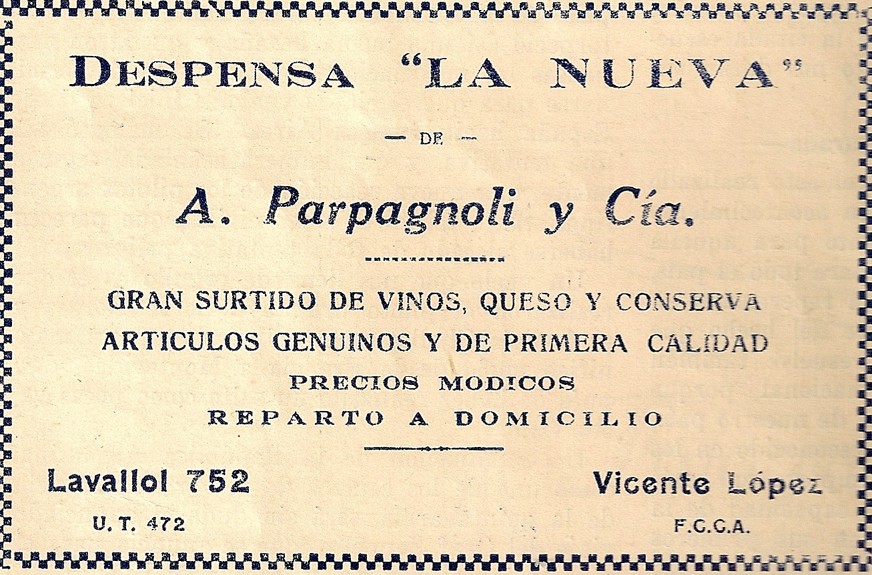 DESPENSA "LA NUEVA"
— DE —
A. Parpagnoli y Cía.
GRAN SURTIDO DE VINOS, QUESO Y CONSERVA
ARTICULOS GENUINOS Y DE PRIMERA CALIDAD
PRECIOS MODICOS
REPARTO A DOMICILIO
Lavallol 752
Vicente López
U. T. 472
F.C.C.A.